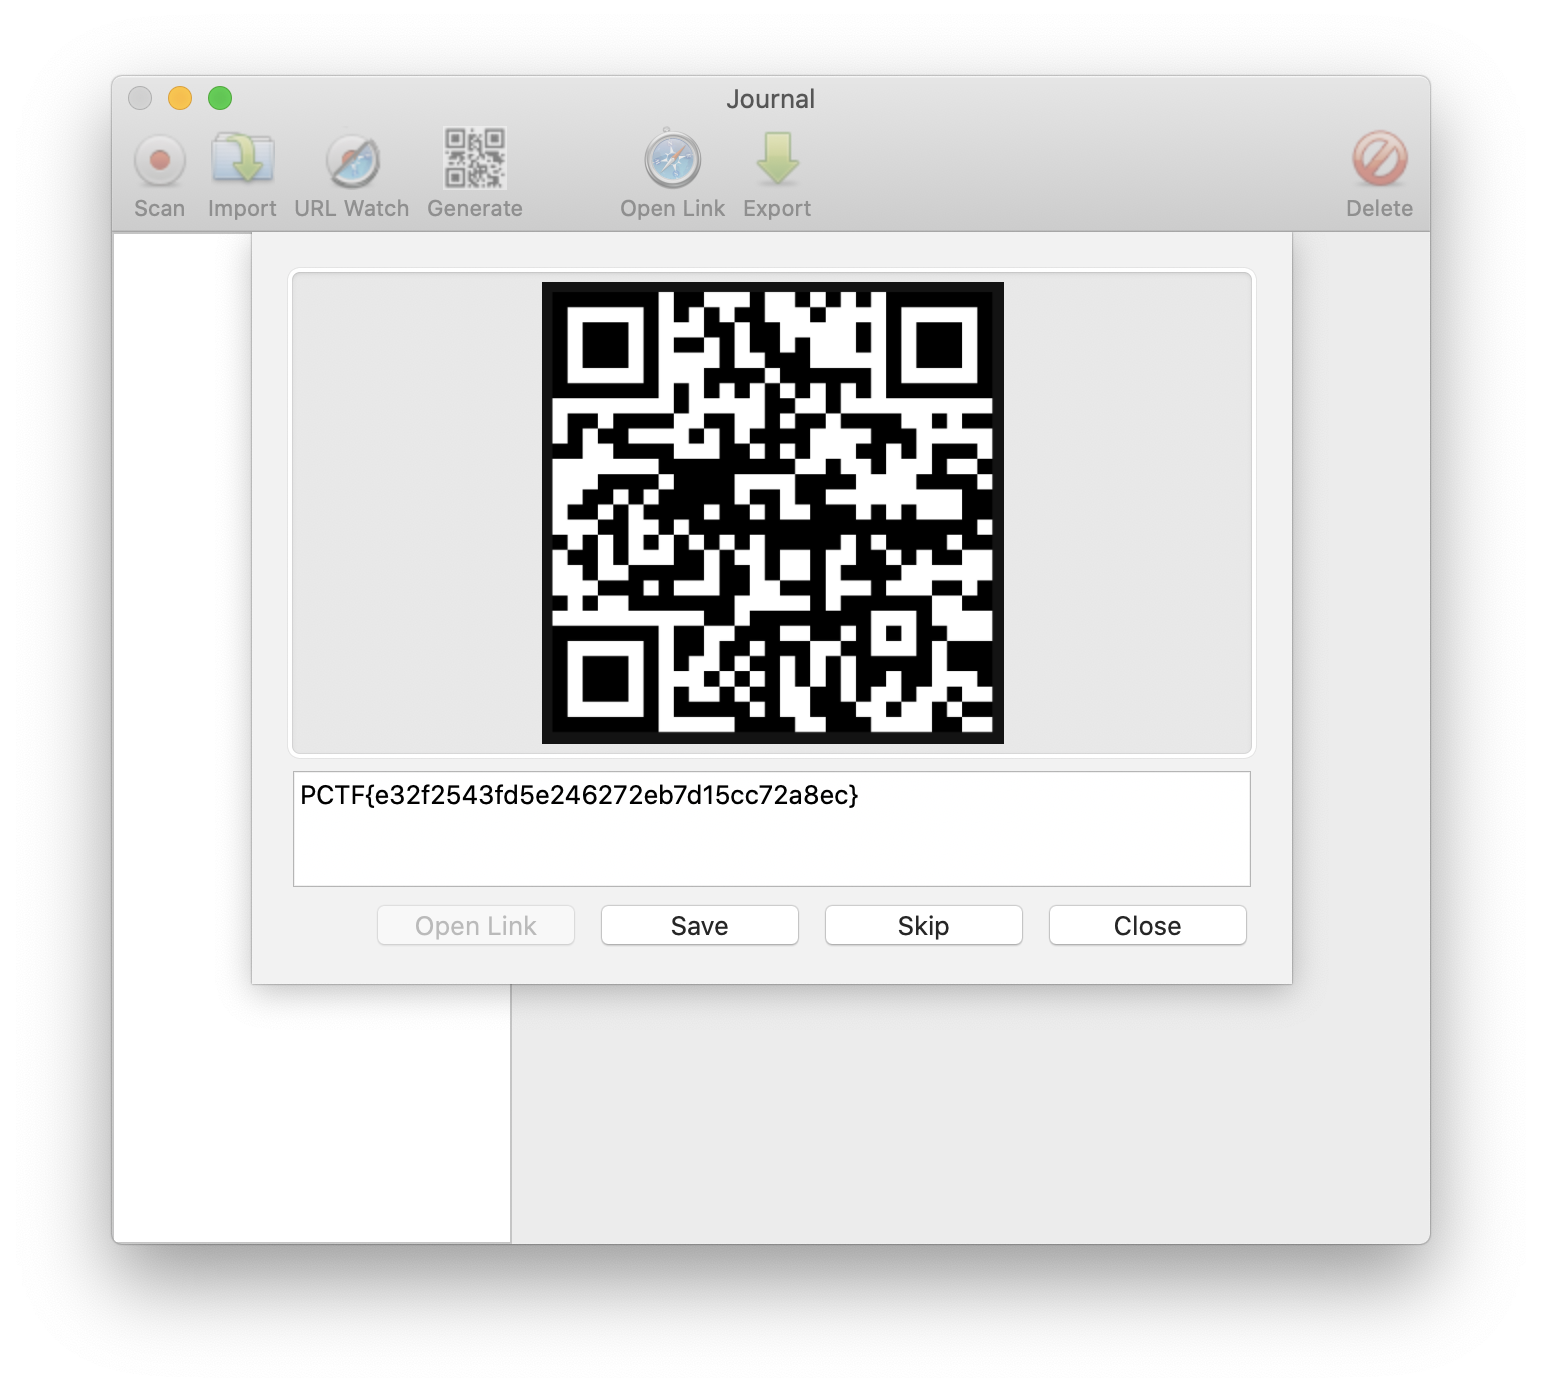 Journal
Scan Import URL Watch Generate Open Link Export Delete
PCTF{e32f2543fd5e246272eb7d15cc72a8ec}
Open Link Save Skip Close